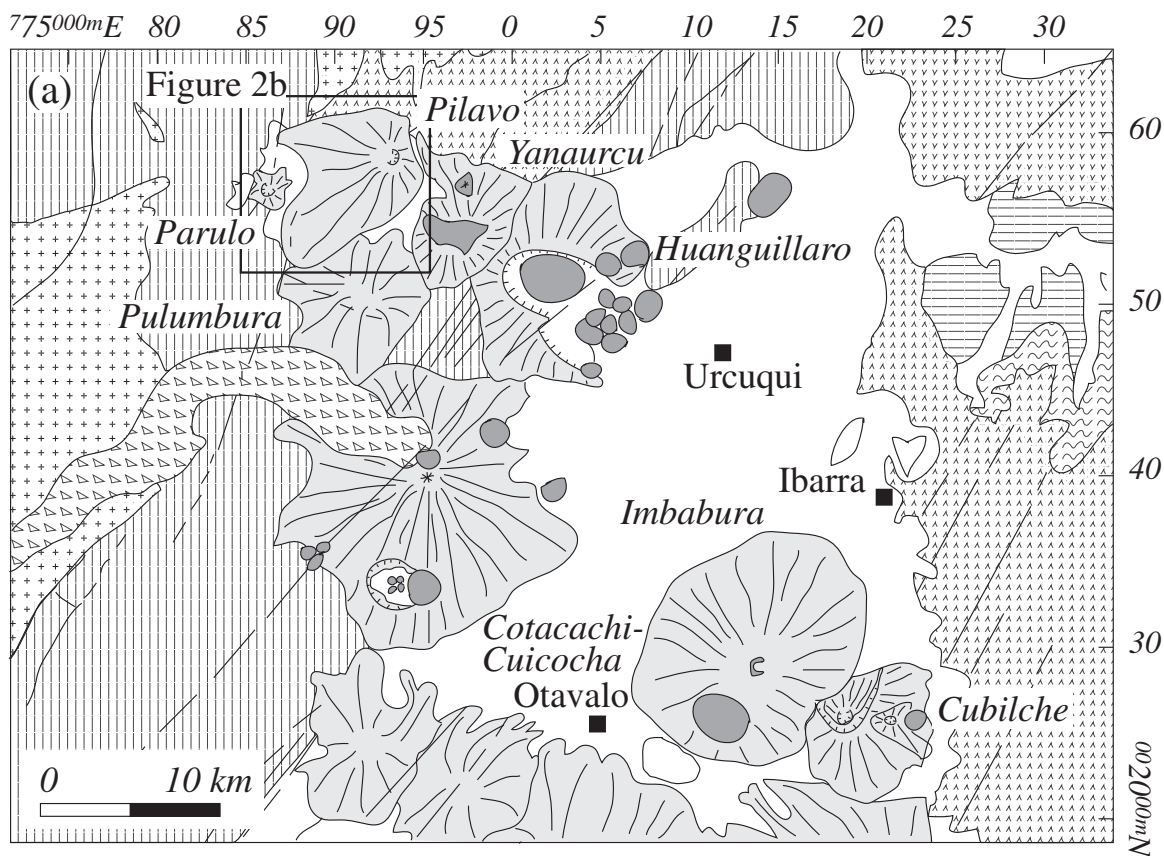 775000mE 80 85 90 95 0 5 10 15 20 25 30
(a)
Figure 2b
Pilavo
60
Yanaurcu
Parulo
Huanguillaro
Pulumbura
50
Urcuqui
40
Ibarra
Imbabura
Cotacachi-
Cuicocha
30
Otavalo
Cubilche
0 10 km
0020000mN